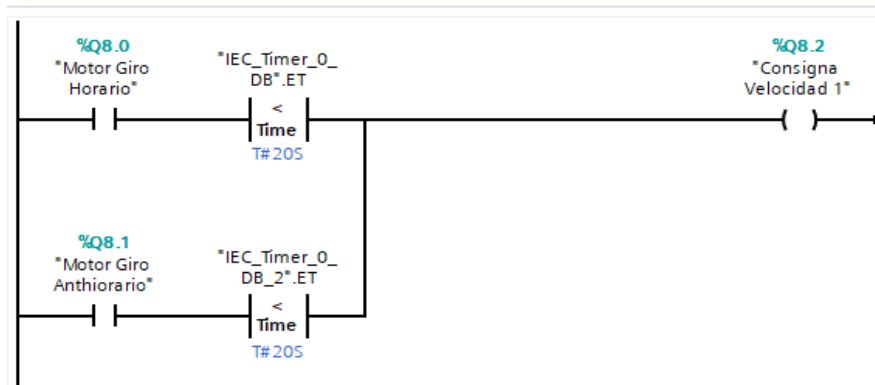 %Q8.0
"Motor Giro
Horario"
"IEC_Timer_0_
DB".ET
<
Time
T#20S
%Q8.2
"Consigna
Velocidad 1"
%Q8.1
"Motor Giro
Anthiorario"
"IEC_Timer_0_
DB_2".ET
<
Time
T#20S